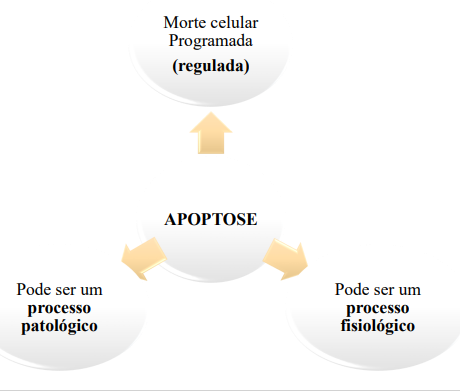 Morte celular
Programada
(regulada)
APOPTOSE
Pode ser um
processo
patológico
Pode ser um
processo
fisiológico